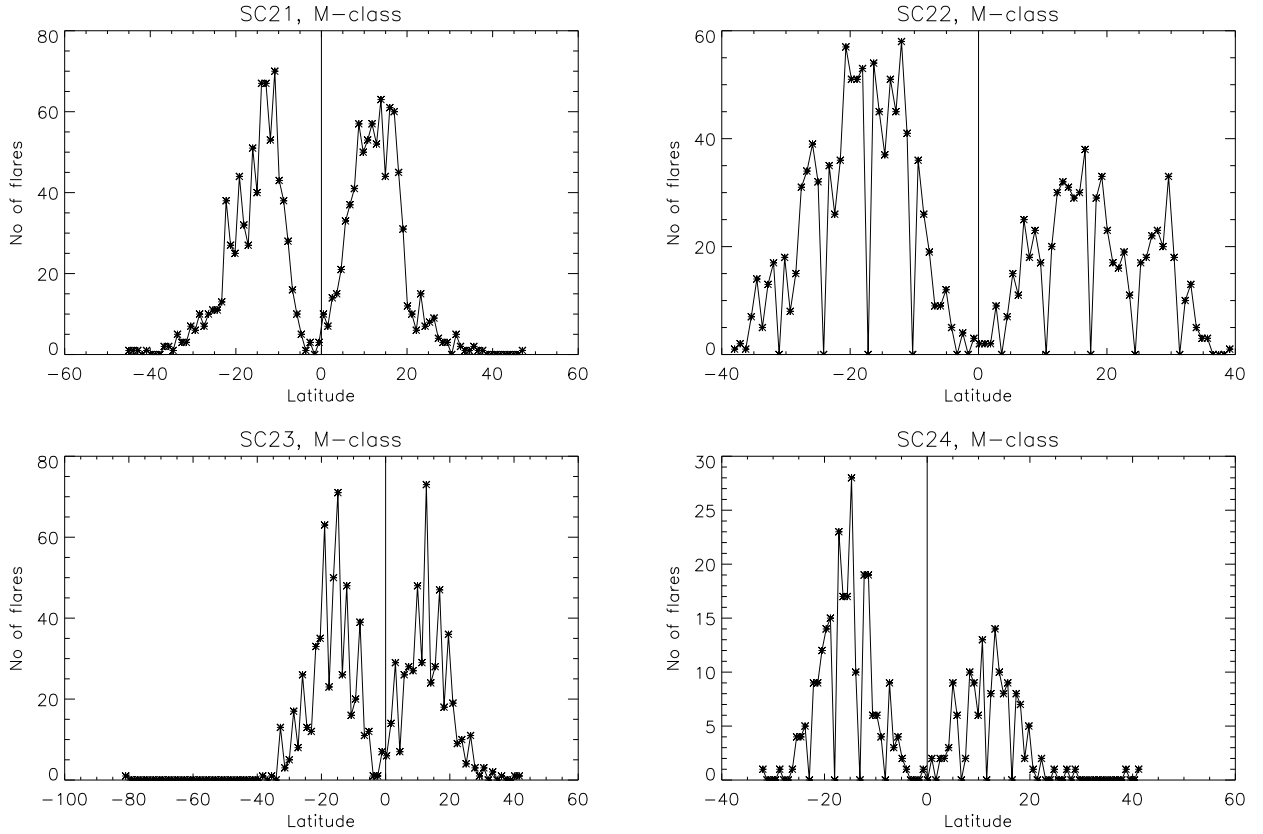 SC21, M-class
80
60
40
20
0
No of flares
-60 -40 -20 0 20 40 60
Latitude
SC22, M-class
60
40
20
0
No of flares
-40 -20 0 20 40
Latitude
SC23, M-class
80
60
40
20
0
No of flares
-100 -80 -60 -40 -20 0 20 40 60
Latitude
SC24, M-class
30
25
20
15
10
5
0
No of flares
-40 -20 0 20 40 60
Latitude